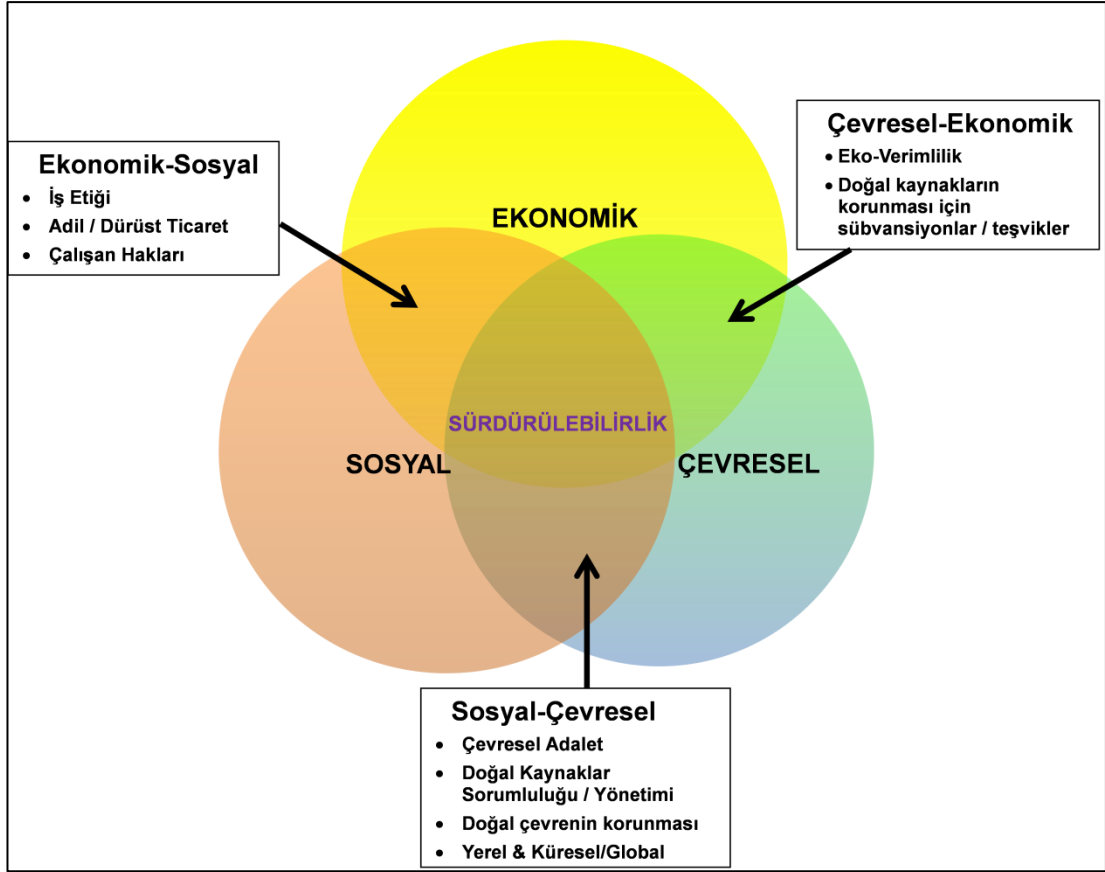 Ekonomik-Sosyal
• İş Etiği
• Adil / Dürüst Ticaret
• Çalışan Hakları
Çevresel-Ekonomik
• Eko-Verimlilik
• Doğal kaynakların
korunması için
sübvansiyonlar / teşvikler
EKONOMİK
SÜRDÜRÜLEBİLİRLİK
SOSYAL
ÇEVRESEL
Sosyal-Çevresel
• Çevresel Adalet
• Doğal Kaynaklar
Sorumluluğu / Yönetimi
• Doğal çevrenin korunması
• Yerel & Küresel/Global